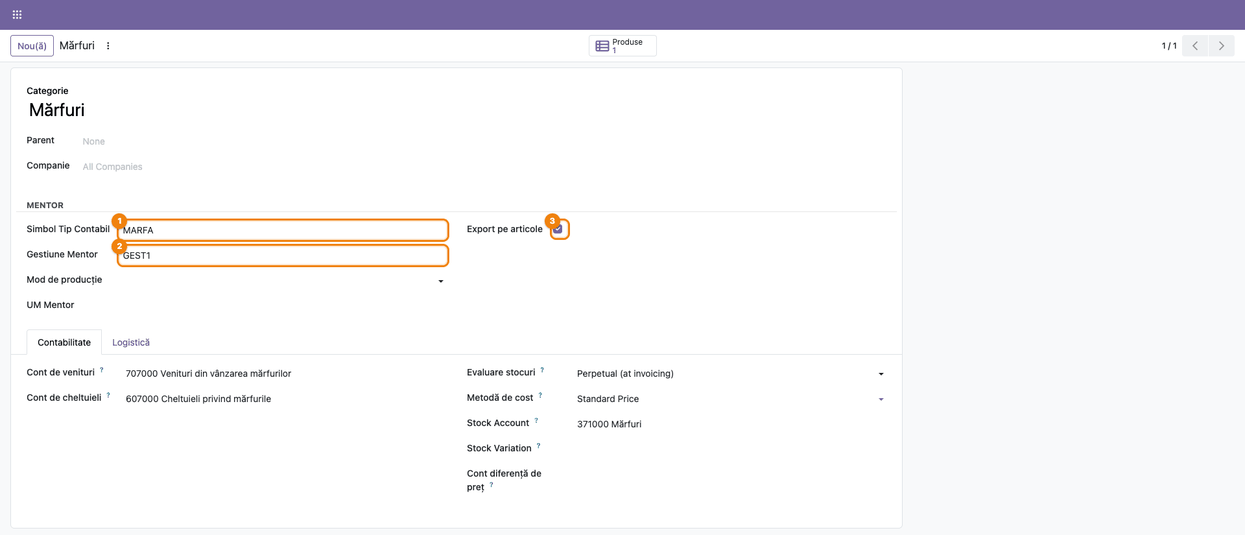 Nou(ă)
Mărfuri
Produse
1
1 / 1
Categorie
Mărfuri
Parent
None
Companie
All Companies
MENTOR
1
Simbol Tip Contabil
MARFA
3
Export pe articole
2
Gestiune Mentor
GEST1
Mod de producție
UM Mentor
Contabilitate
Logistică
Cont de venituri ?
707000 Venituri din vânzarea mărfurilor
Evaluare stocuri ?
Perpetual (at invoicing)
Cont de cheltuieli ?
607000 Cheltuieli privind mărfurile
Metodă de cost ?
Standard Price
Stock Account ?
371000 Mărfuri
Stock Variation ?
Cont diferență de
preț ?